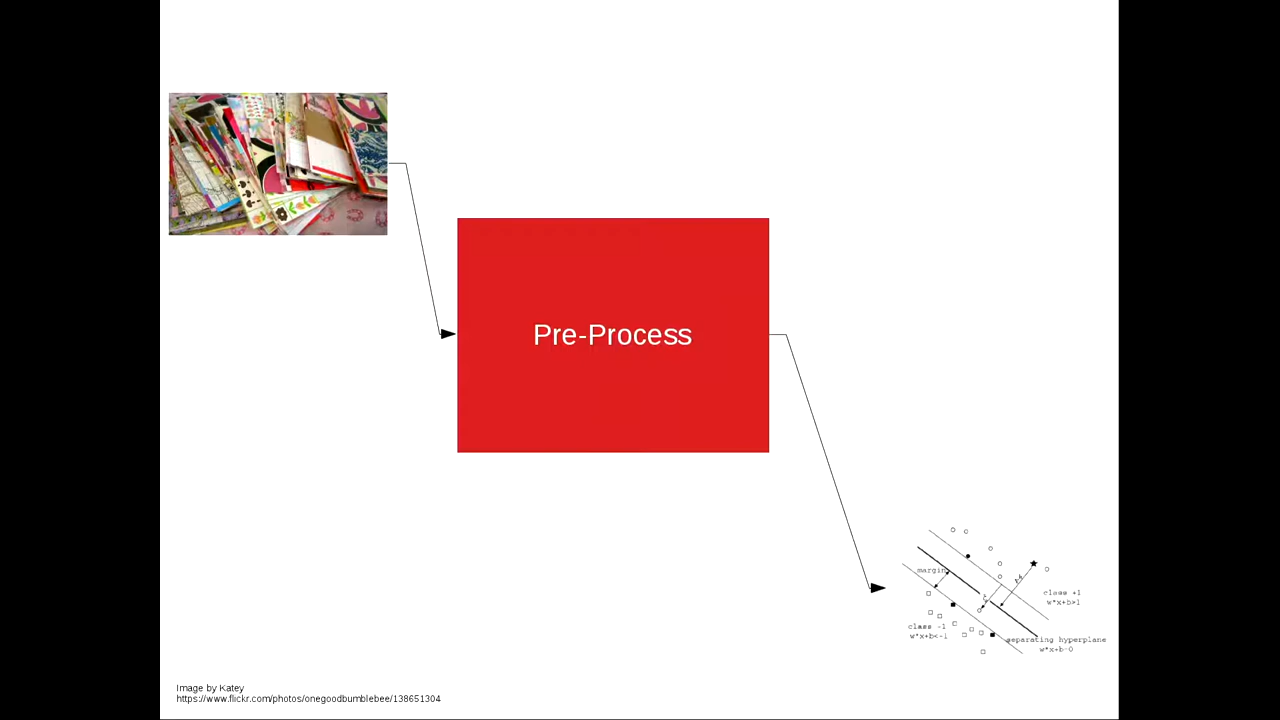 Pre-Process
margin
class +1
w*x+b>1
class -1
w*x+b<-1
separating hyperplane
w*x+b-0
Image by Katey
https://www.flickr.com/photos/onegoodbumblebee/138651304